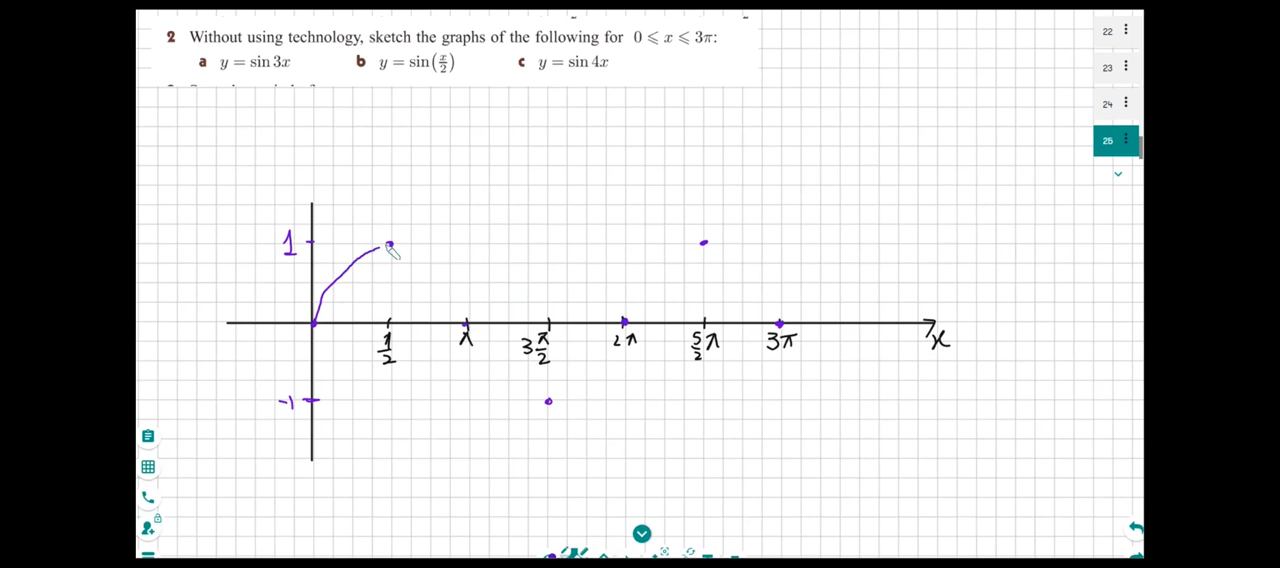 2 Without using technology, sketch the graphs of the following for 0 ⩽ x ⩽ 3π:
a y = sin 3x b y = sin(x/2) c y = sin 4x
22
23
24
25
1
1/2 π 3π/2 2π 5/2π 3π x
-1